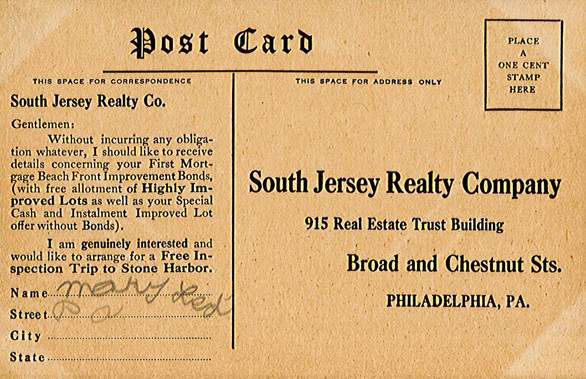 Post Card
THIS SPACE FOR CORRESPONDENCE
THIS SPACE FOR ADDRESS ONLY
PLACE
A
ONE CENT
STAMP
HERE
South Jersey Realty Co.
Gentlemen:
Without incurring any obliga-
tion whatever, I should like to receive
details concerning your First Mort-
gage Beach Front Improvement Bonds,
(with free allotment of Highly Im-
proved Lots as well as your Special
Cash and Instalment Improved Lot
offer without Bonds).
I am genuinely interested and
would like to arrange for a Free In-
spection Trip to Stone Harbor.
Name mary
Street
City
State
South Jersey Realty Company
915 Real Estate Trust Building
Broad and Chestnut Sts.
PHILADELPHIA, PA.